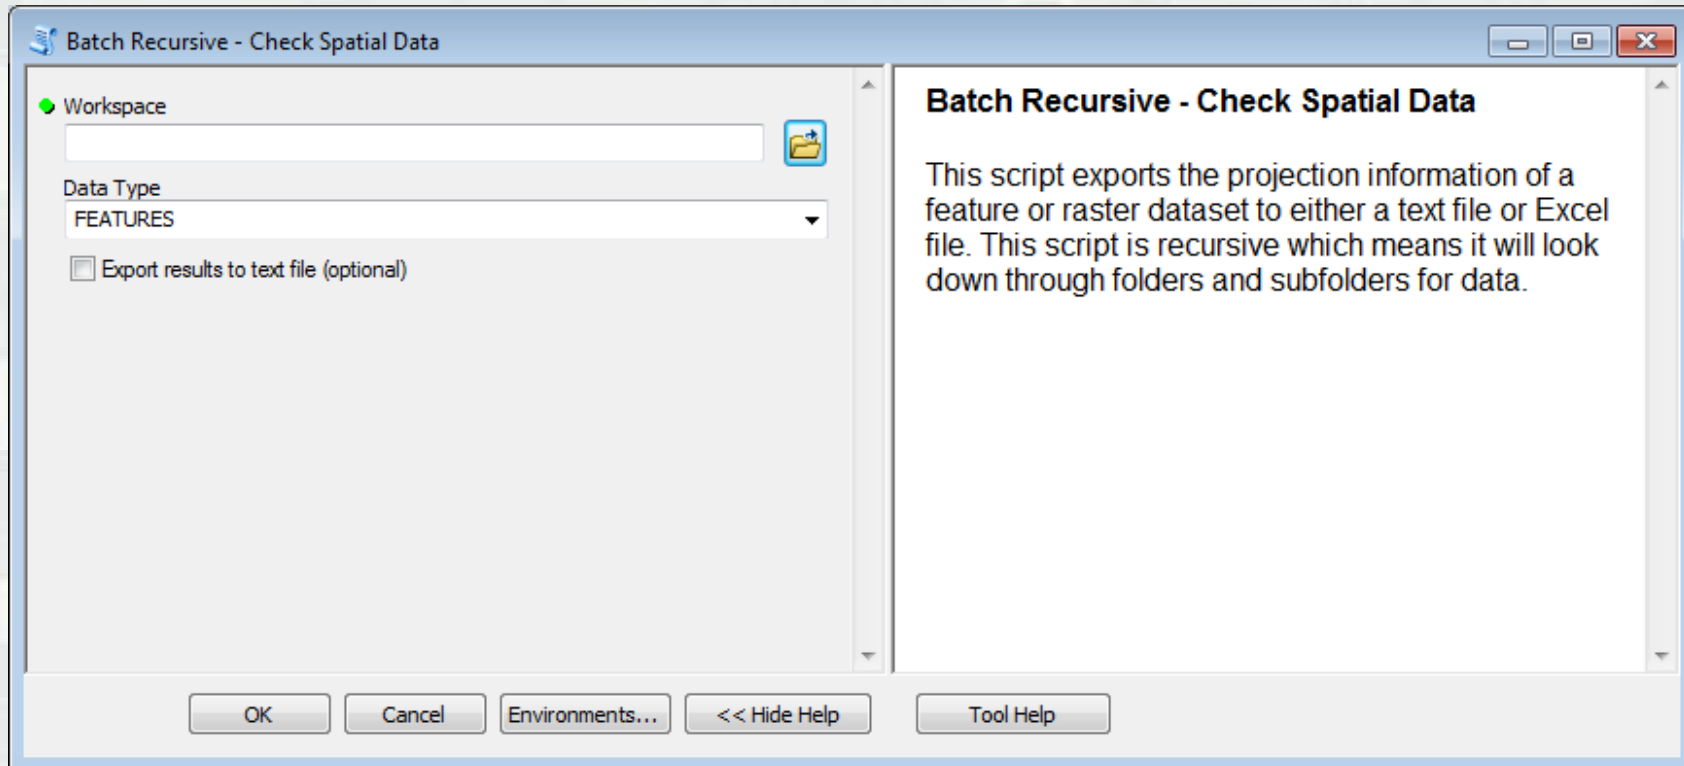 Batch Recursive - Check Spatial Data
Workspace
Data Type
FEATURES
Export results to text file (optional)
Batch Recursive - Check Spatial Data
This script exports the projection information of a
feature or raster dataset to either a text file or Excel
file. This script is recursive which means it will look
down through folders and subfolders for data.
OK
Cancel
Environments...
<< Hide Help
Tool Help